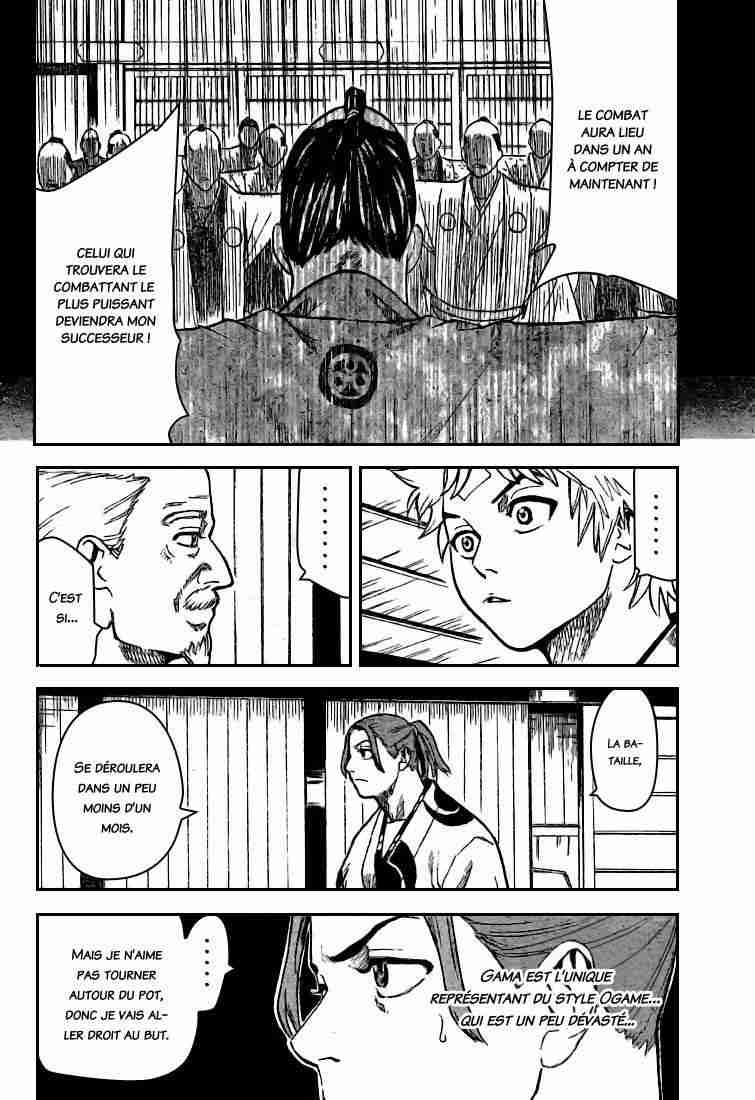 LE COMBAT
AURA LIEU
DANS UN AN
À COMPTER DE
MAINTENANT !
CELUI QUI
TROUVERA LE
COMBATTANT
LE PLUS PUISSANT
DEVIENDRA MON
SUCCESSEUR !
C'EST
SI...
LA BA-
TAILLE,
SE DÉROULERA
DANS UN PEU
MOINS D'UN
MOIS.
MAIS JE N'AIME
PAS TOURNER
AUTOUR DU POT,
DONC JE VAIS AL-
LER DROIT AU BUT.
GAMA EST L'UNIQUE
REPRÉSENTANT DU STYLE OGAME...
QUI EST UN PEU DÉVASTÉ...